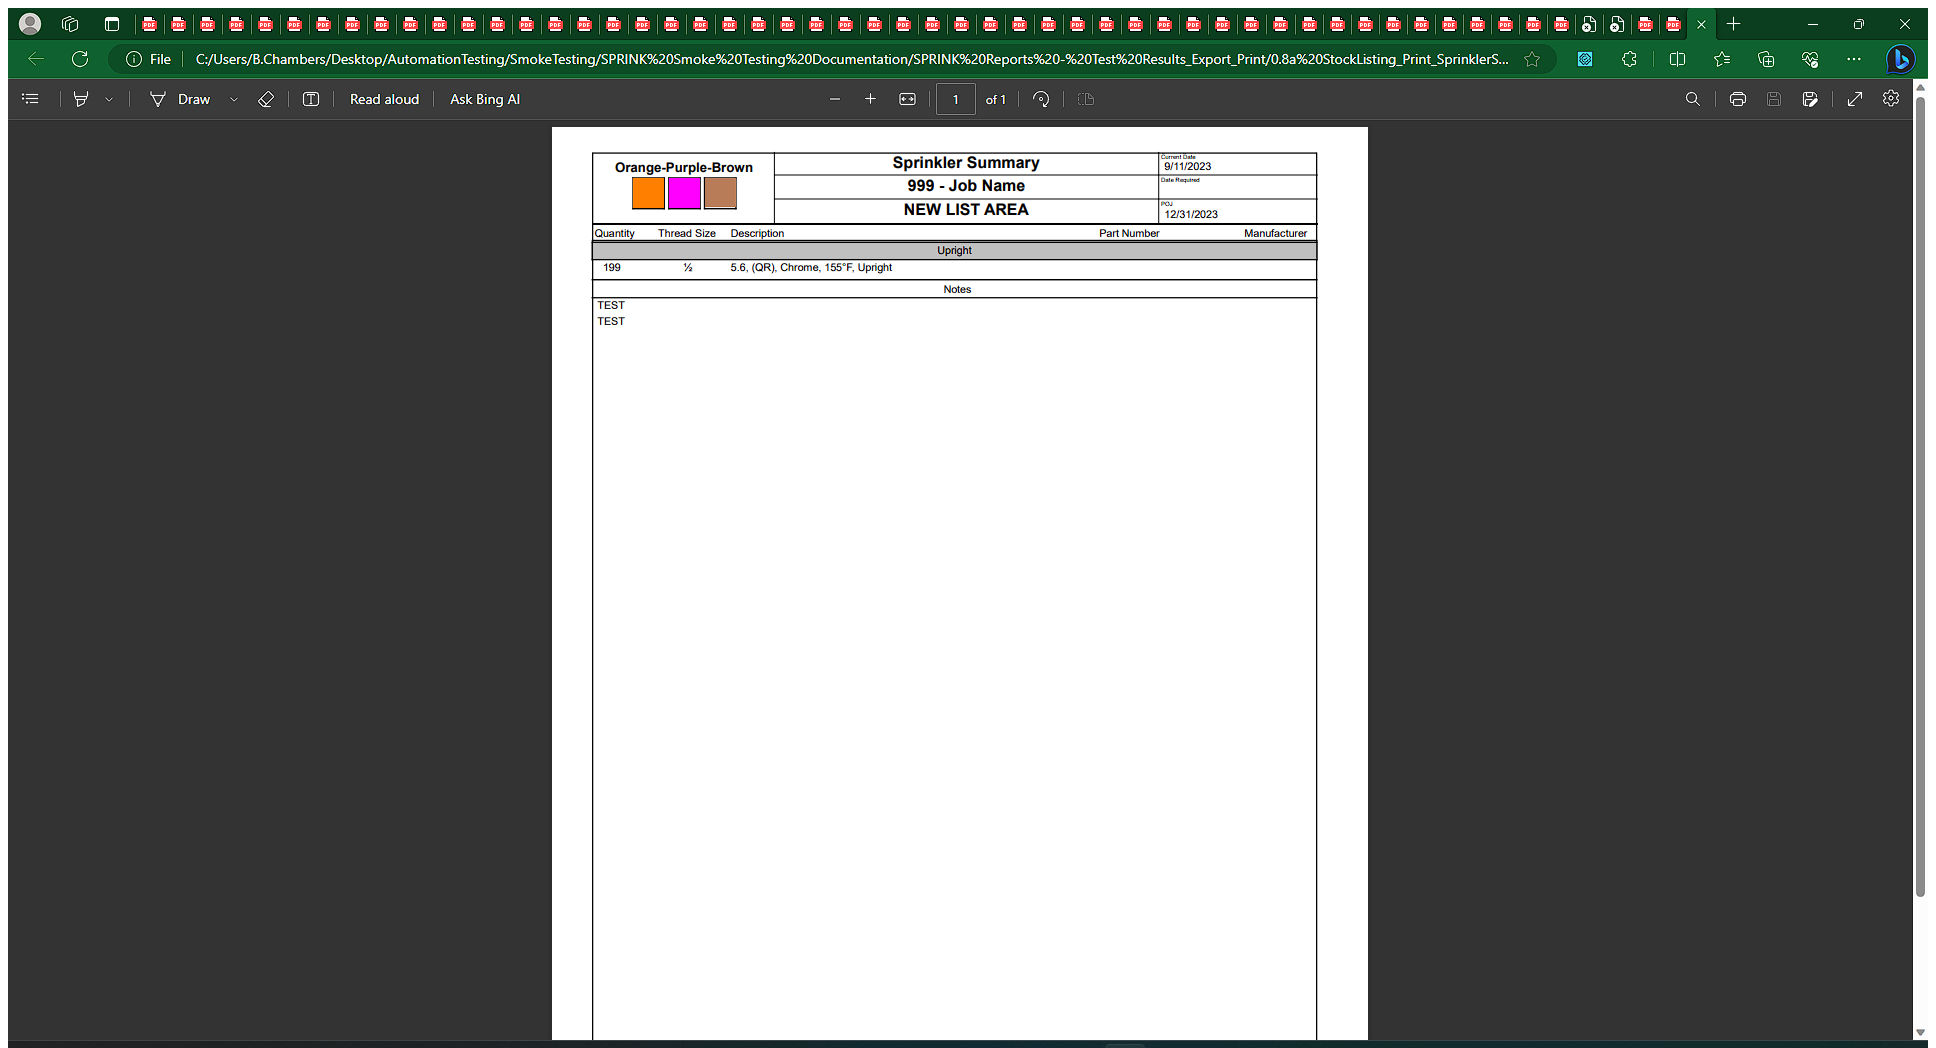 File
C:/Users/B.Chambers/Desktop/AutomationTesting/SmokeTesting/SPRINK%20Smoke%20Testing%20Documentation/SPRINK%20Reports%20-%20Test%20Results_Export_Print/0.8a%20StockListing_Print_SprinklerS...
Draw
Read aloud
Ask Bing AI
1 of 1
Orange-Purple-Brown
Sprinkler Summary
999 - Job Name
NEW LIST AREA
Current Date
9/11/2023
Date Required
POJ
12/31/2023
Quantity Thread Size Description Part Number Manufacturer
Upright
199 ½ 5.6, (QR), Chrome, 155°F, Upright
Notes
TEST
TEST